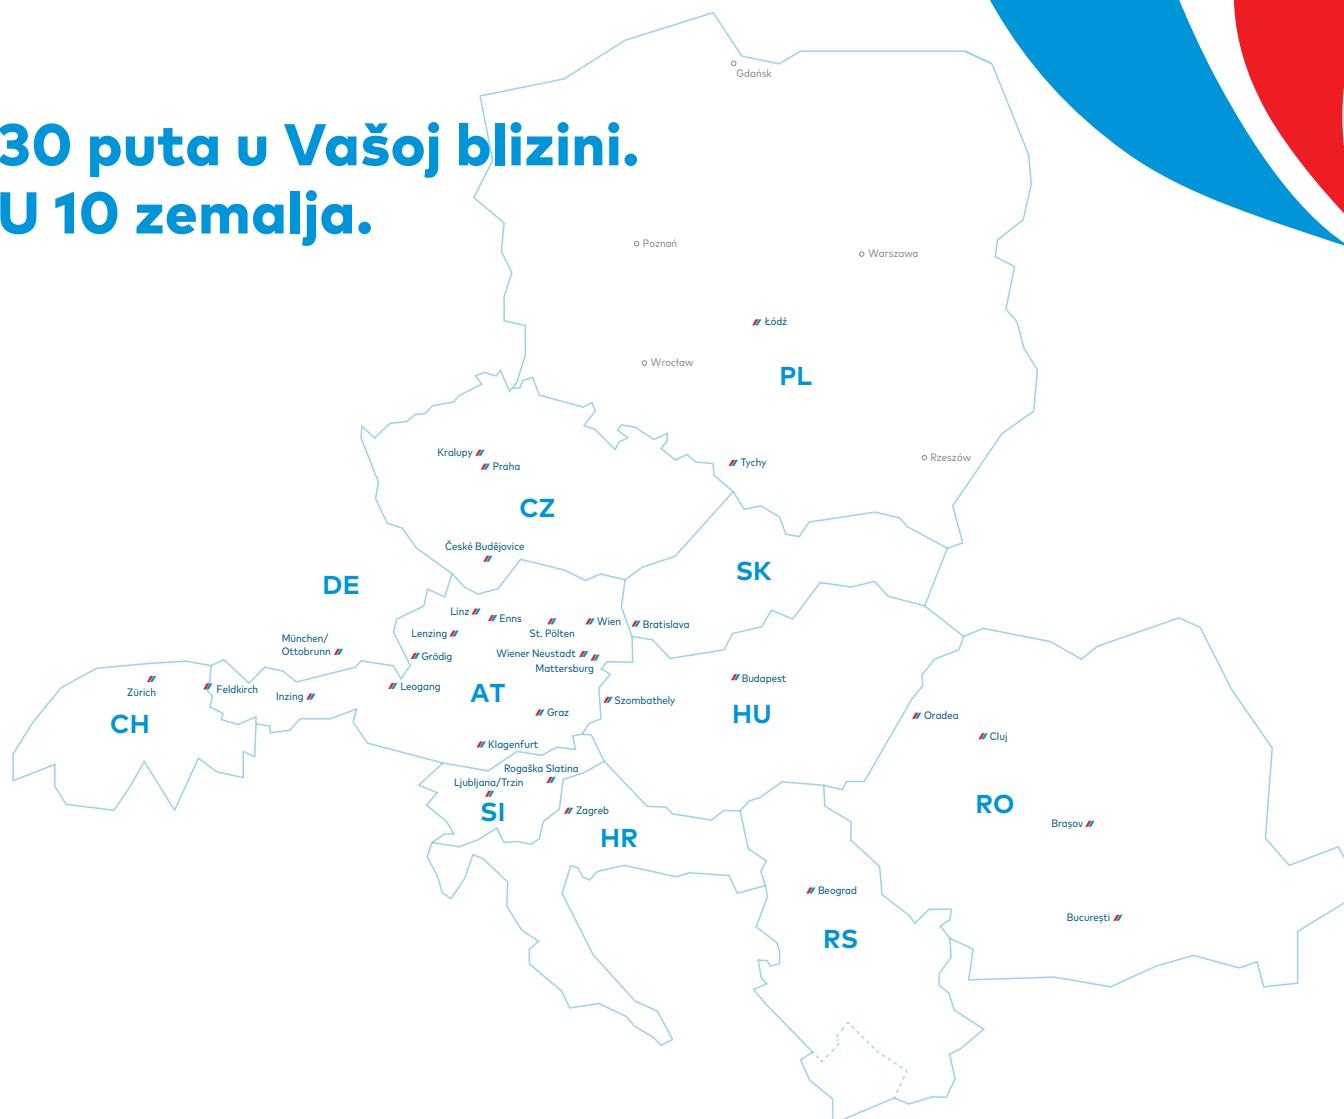 30 puta u Vašoj blizini.
U 10 zemalja.
Gdańsk
Poznań
Warszawa
Łódź
Wrocław
PL
Kralupy
Tychy
Rzeszów
Praha
CZ
České Budějovice
SK
DE
Linz
Enns
Wien
Bratislava
Lenzing
St. Pölten
München/
Ottobrunn
Grödig
Wiener Neustadt
Mattersburg
Zürich
Feldkirch
Inzing
Leogang
AT
Szombathely
Budapest
CH
Graz
HU
Oradea
Cluj
Klagenfurt
Rogaška Slatina
Ljubljana/Trzin
SI
Zagreb
HR
RO
Brașov
Beograd
București
RS